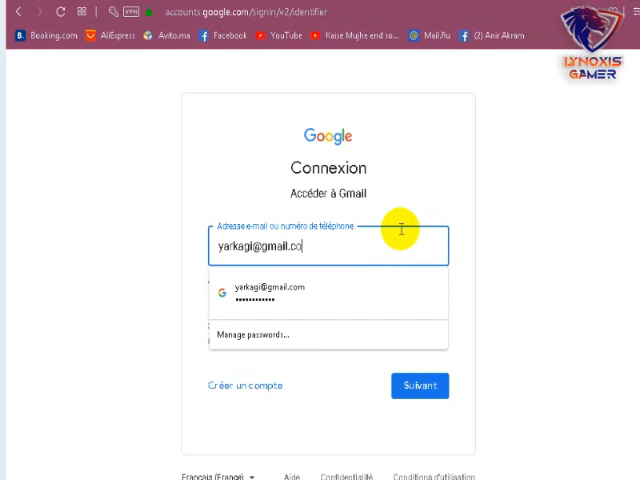 accounts.google.com/signin/v2/identifier
VPN
Booking.com AliExpress Avito.ma Facebook YouTube Kaise Mujhe end so... Mail.Ru (2) Anir Akram
LYNOXIS
GAMER
Google
Connexion
Accéder à Gmail
Adresse e-mail ou numéro de téléphone
yarkagi@gmail.co
yarkagi@gmail.com
••••••••••••
Manage passwords...
Créer un compte Suivant
Français (France) Aide Confidentialité Conditions d'utilisation